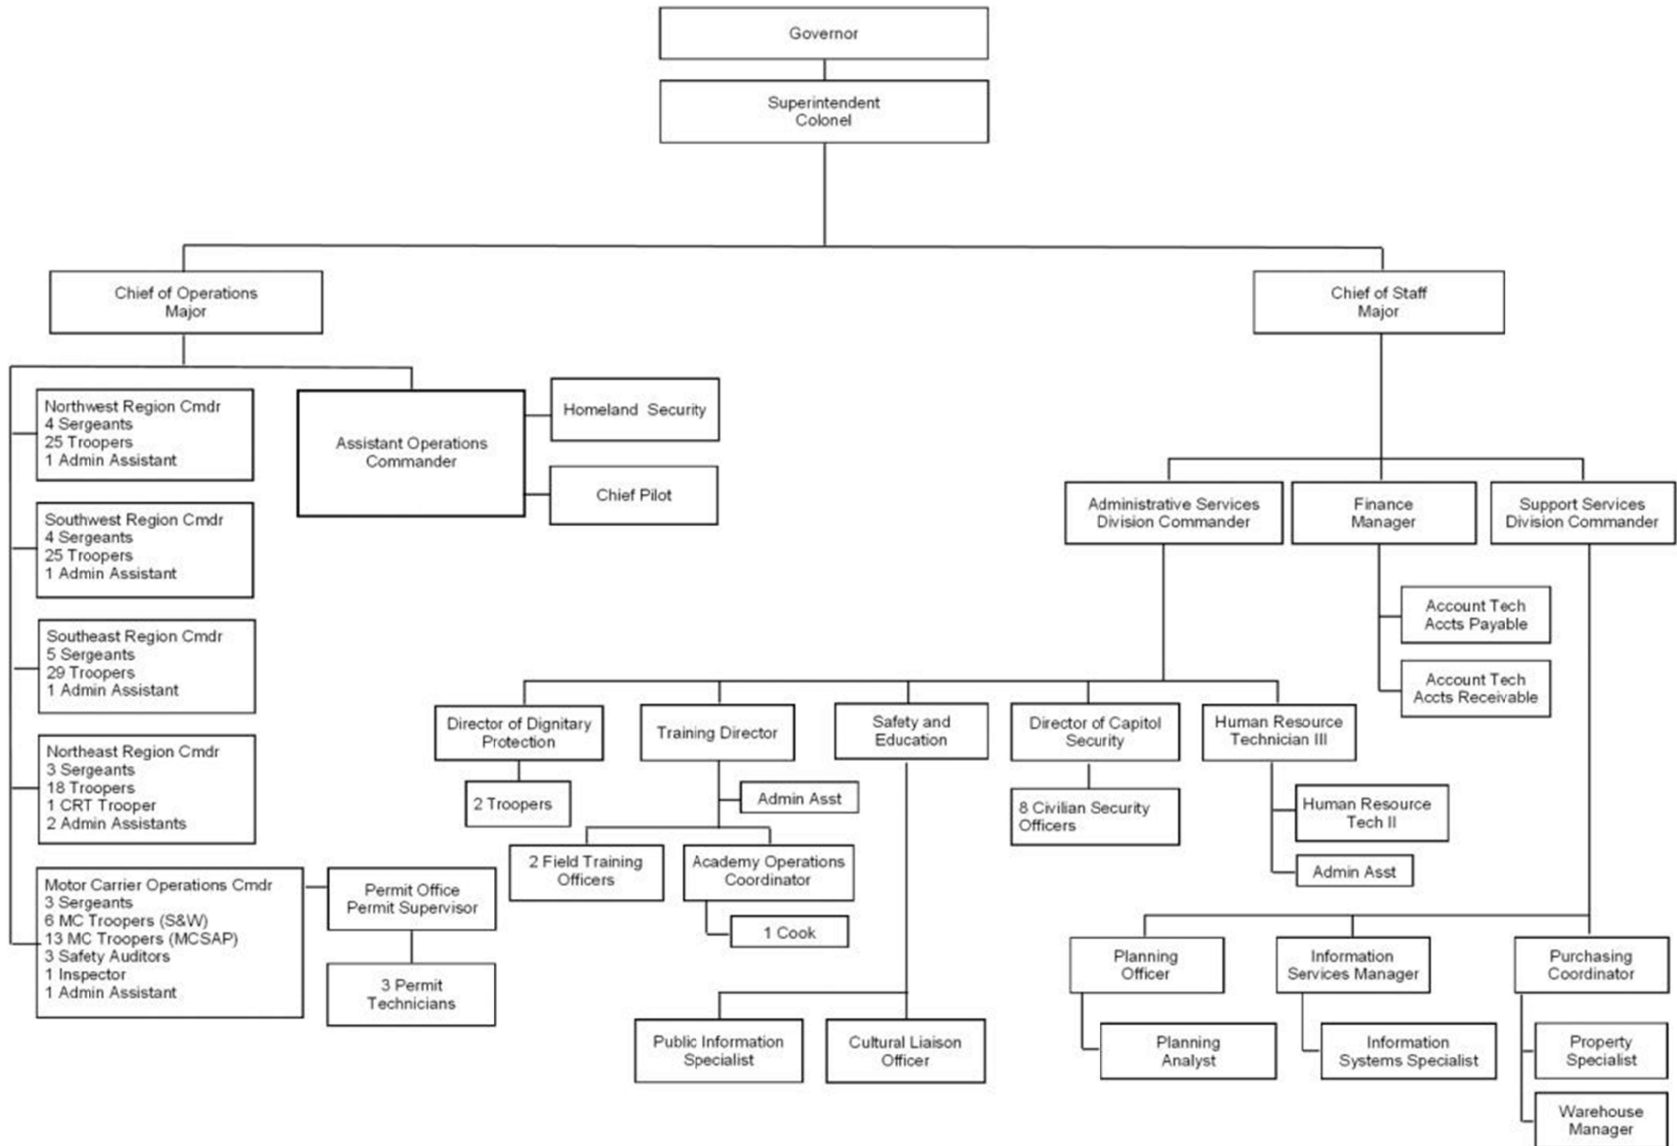 Governor
Superintendent
Colonel
Chief of Operations
Major
Chief of Staff
Major
Northwest Region Cmdr
4 Sergeants
25 Troopers
1 Admin Assistant
Southwest Region Cmdr
4 Sergeants
25 Troopers
1 Admin Assistant
Southeast Region Cmdr
5 Sergeants
29 Troopers
1 Admin Assistant
Northeast Region Cmdr
3 Sergeants
18 Troopers
1 CRT Trooper
2 Admin Assistants
Motor Carrier Operations Cmdr
3 Sergeants
6 MC Troopers (S&W)
13 MC Troopers (MCSAP)
3 Safety Auditors
1 Inspector
1 Admin Assistant
Permit Office
Permit Supervisor
3 Permit
Technicians
Assistant Operations
Commander
Homeland Security
Chief Pilot
Administrative Services
Division Commander
Finance
Manager
Support Services
Division Commander
Account Tech
Accts Payable
Account Tech
Accts Receivable
Director of Dignitary
Protection
2 Troopers
Training Director
Admin Asst
2 Field Training
Officers
Academy Operations
Coordinator
1 Cook
Safety and
Education
Public Information
Specialist
Cultural Liaison
Officer
Director of Capitol
Security
8 Civilian Security
Officers
Human Resource
Technician III
Human Resource
Tech II
Admin Asst
Planning
Officer
Planning
Analyst
Information
Services Manager
Information
Systems Specialist
Purchasing
Coordinator
Property
Specialist
Warehouse
Manager